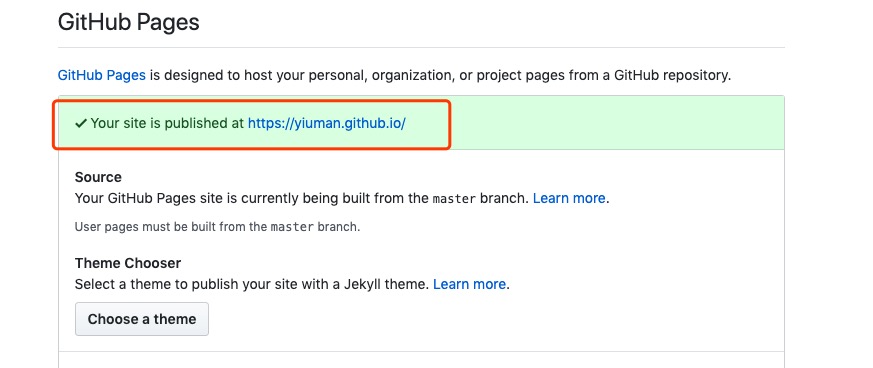 GitHub Pages
GitHub Pages is designed to host your personal, organization, or project pages from a GitHub repository.
✓ Your site is published at https://yiuman.github.io/
Source
Your GitHub Pages site is currently being built from the master branch. Learn more.
User pages must be built from the master branch.
Theme Chooser
Select a theme to publish your site with a Jekyll theme. Learn more.
Choose a theme